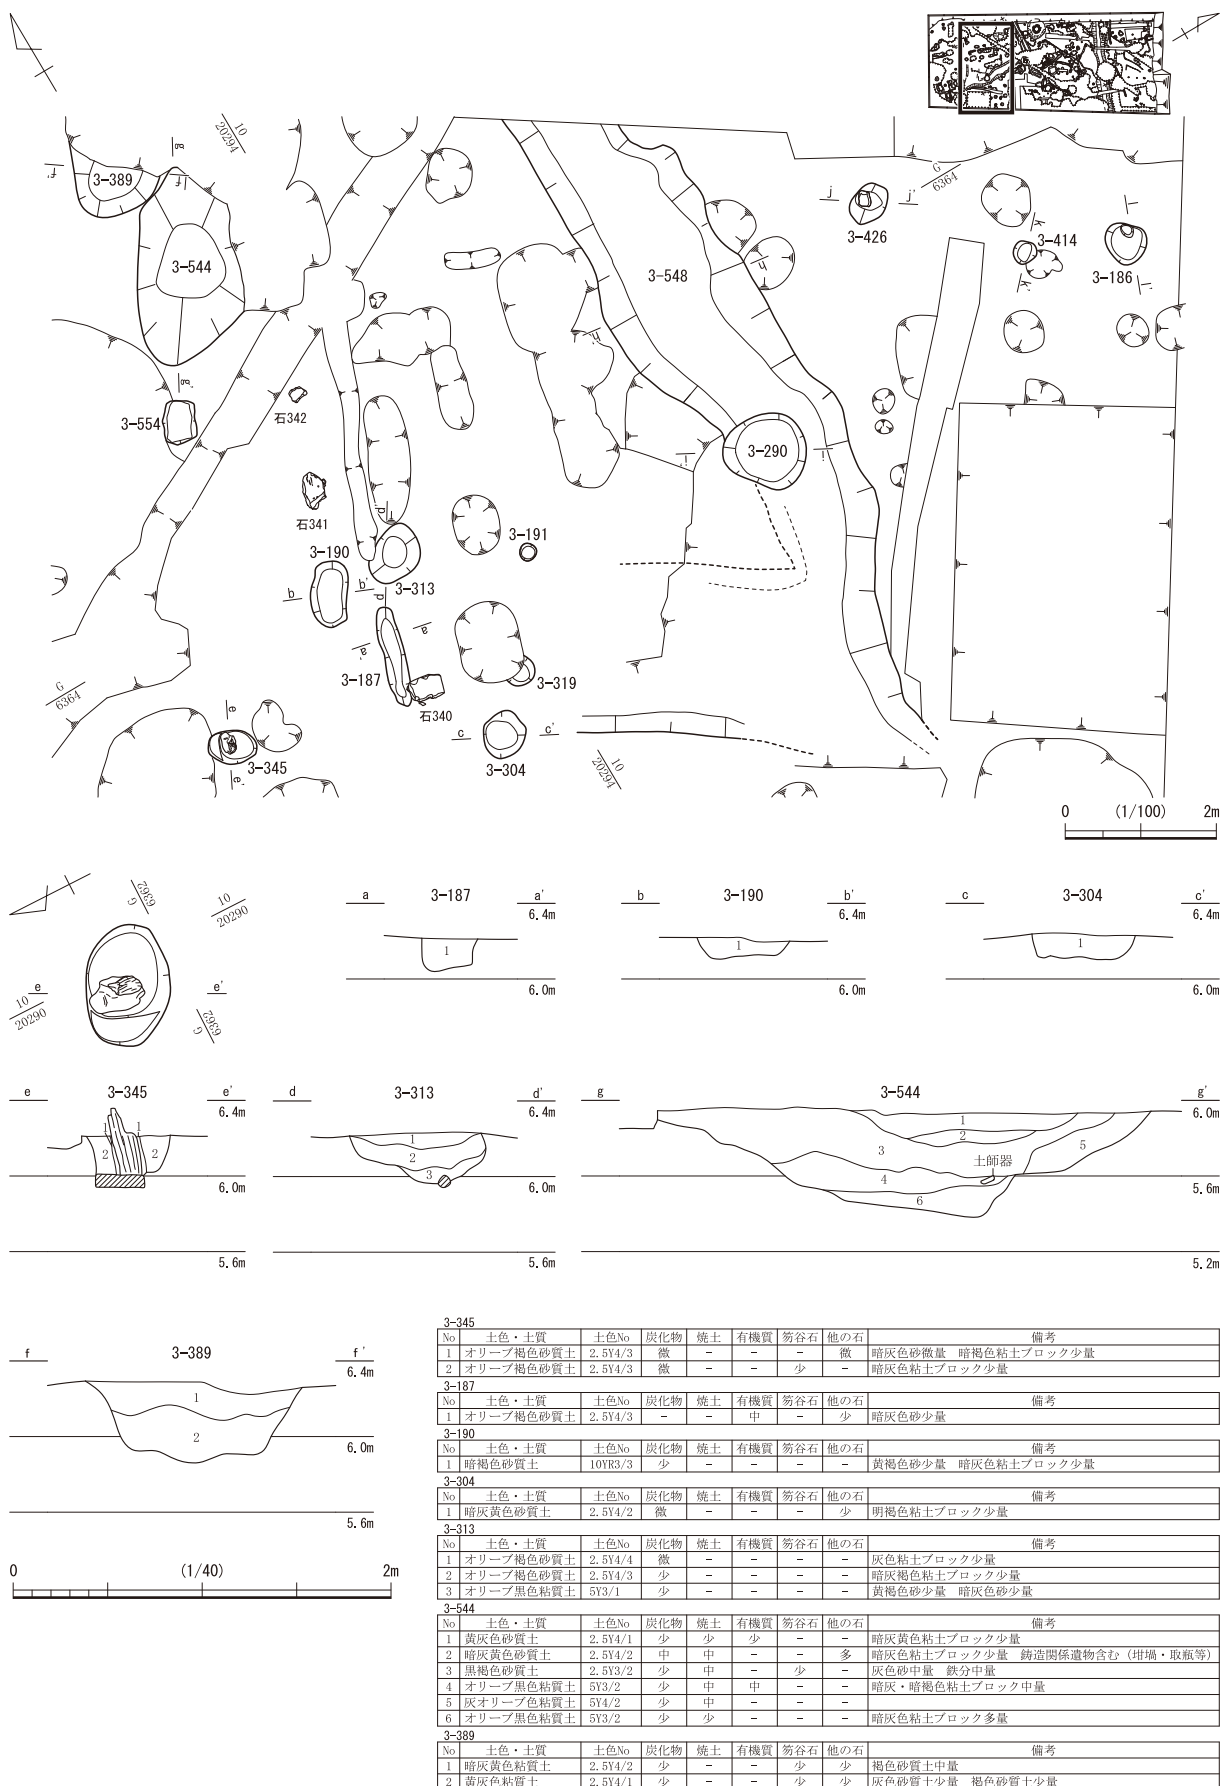 10
20294
g
f'
f
3-389
3-544
g'
3-554
石342
石341
3-190
b
b'
d'
3-313
d
3-187
a
a'
石340
3-191
3-319
c
c'
3-304
G
6364
e
e'
3-345
3-548
h
h'
3-290
i
i'
10
20294
G
6364
j
j'
3-426
k
k'
3-414
l
l'
3-186
0 (1/100) 2m
6362
G
10
20290
e
e'
10
20290
6362
G
a 3-187 a'
6.4m
1
6.0m
b 3-190 b'
6.4m
1
6.0m
c 3-304 c'
6.4m
1
6.0m
e 3-345 e'
6.4m
1 1
2 2
6.0m
5.6m
d 3-313 d'
6.4m
1
2
3
6.0m
5.6m
g 3-544 g'
6.0m
1
2
3
5
土師器
4
5.6m
6
5.2m
f 3-389 f'
6.4m
1
2
6.0m
5.6m
0 (1/40) 2m
3-345
No 土色・土質 土色No 炭化物 焼土 有機質 笏谷石 他の石 備考
1 オリーブ褐色砂質土 2.5Y4/3 微 - - - 微 暗灰色砂微量 暗褐色粘土ブロック少量
2 オリーブ褐色砂質土 2.5Y4/3 微 - - 少 - 暗灰色粘土ブロック少量
3-187
No 土色・土質 土色No 炭化物 焼土 有機質 笏谷石 他の石 備考
1 オリーブ褐色砂質土 2.5Y4/3 - - 中 - 少 暗灰色砂少量
3-190
No 土色・土質 土色No 炭化物 焼土 有機質 笏谷石 他の石 備考
1 暗褐色砂質土 10YR3/3 少 - - - - 黄褐色砂少量 暗灰色粘土ブロック少量
3-304
No 土色・土質 土色No 炭化物 焼土 有機質 笏谷石 他の石 備考
1 暗灰黄色砂質土 2.5Y4/2 微 - - - 少 明褐色粘土ブロック少量
3-313
No 土色・土質 土色No 炭化物 焼土 有機質 笏谷石 他の石 備考
1 オリーブ褐色砂質土 2.5Y4/4 微 - - - - 灰色粘土ブロック少量
2 オリーブ褐色砂質土 2.5Y4/3 少 - - - - 暗灰褐色粘土ブロック少量
3 オリーブ黒色粘質土 5Y3/1 少 - - - - 黄褐色砂少量 暗灰色砂少量
3-544
No 土色・土質 土色No 炭化物 焼土 有機質 笏谷石 他の石 備考
1 黄灰色砂質土 2.5Y4/1 少 少 少 - - 暗灰黄色粘土ブロック少量
2 暗灰黄色砂質土 2.5Y4/2 中 中 - - 多 暗灰色粘土ブロック少量 鋳造関係遺物含む（坩堝・取瓶等）
3 黒褐色砂質土 2.5Y3/2 少 中 - 少 - 灰色砂中量 鉄分中量
4 オリーブ黒色粘質土 5Y3/2 少 中 中 - - 暗灰・暗褐色粘土ブロック中量
5 灰オリーブ色粘質土 5Y4/2 少 中 - - -
6 オリーブ黒色粘質土 5Y3/2 少 少 - - - 暗灰色粘土ブロック多量
3-389
No 土色・土質 土色No 炭化物 焼土 有機質 笏谷石 他の石 備考
1 暗灰黄色粘質土 2.5Y4/2 少 - - 少 少 褐色砂質土中量
2 黄灰色粘質土 2.5Y4/1 少 - - 少 少 灰色砂質土少量 褐色砂質土少量